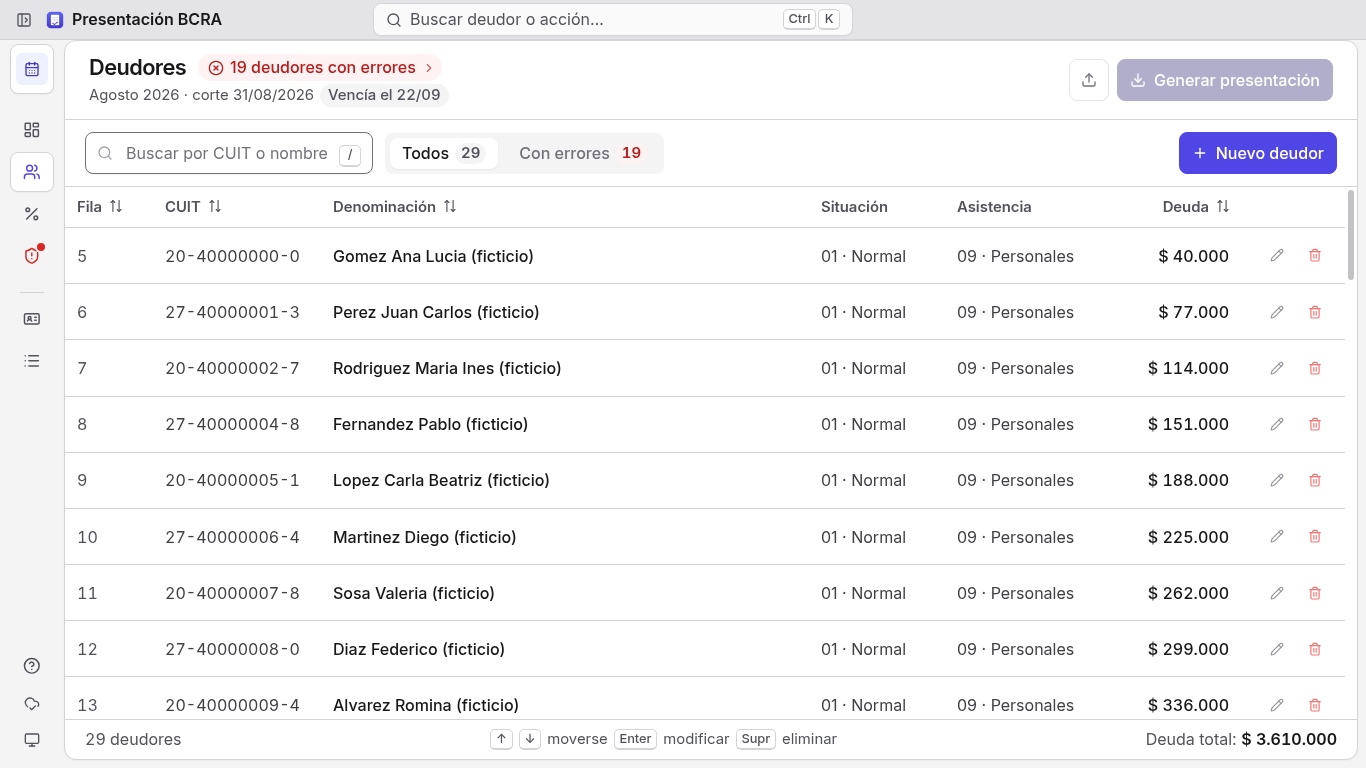 Presentación BCRA
Buscar deudor o acción... Ctrl K
Deudores 19 deudores con errores
Agosto 2026 · corte 31/08/2026 Vencía el 22/09
Generar presentación
Buscar por CUIT o nombre /
Todos 29 Con errores 19
+ Nuevo deudor
Fila CUIT Denominación Situación Asistencia Deuda
5 20-40000000-0 Gomez Ana Lucia (ficticio) 01 · Normal 09 · Personales $ 40.000
6 27-40000001-3 Perez Juan Carlos (ficticio) 01 · Normal 09 · Personales $ 77.000
7 20-40000002-7 Rodriguez Maria Ines (ficticio) 01 · Normal 09 · Personales $ 114.000
8 27-40000004-8 Fernandez Pablo (ficticio) 01 · Normal 09 · Personales $ 151.000
9 20-40000005-1 Lopez Carla Beatriz (ficticio) 01 · Normal 09 · Personales $ 188.000
10 27-40000006-4 Martinez Diego (ficticio) 01 · Normal 09 · Personales $ 225.000
11 20-40000007-8 Sosa Valeria (ficticio) 01 · Normal 09 · Personales $ 262.000
12 27-40000008-0 Diaz Federico (ficticio) 01 · Normal 09 · Personales $ 299.000
13 20-40000009-4 Alvarez Romina (ficticio) 01 · Normal 09 · Personales $ 336.000
29 deudores ↑ ↓ moverse Enter modificar Supr eliminar Deuda total: $ 3.610.000